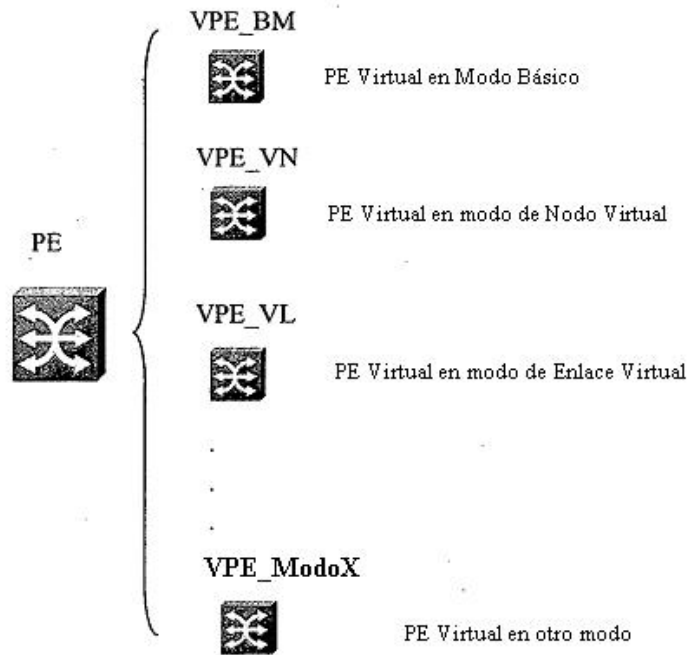 VPE_BM
PE Virtual en Modo Básico
VPE_VN
PE Virtual en modo de Nodo Virtual
PE
VPE_VL
PE Virtual en modo de Enlace Virtual
.
.
.
VPE_ModoX
PE Virtual en otro modo